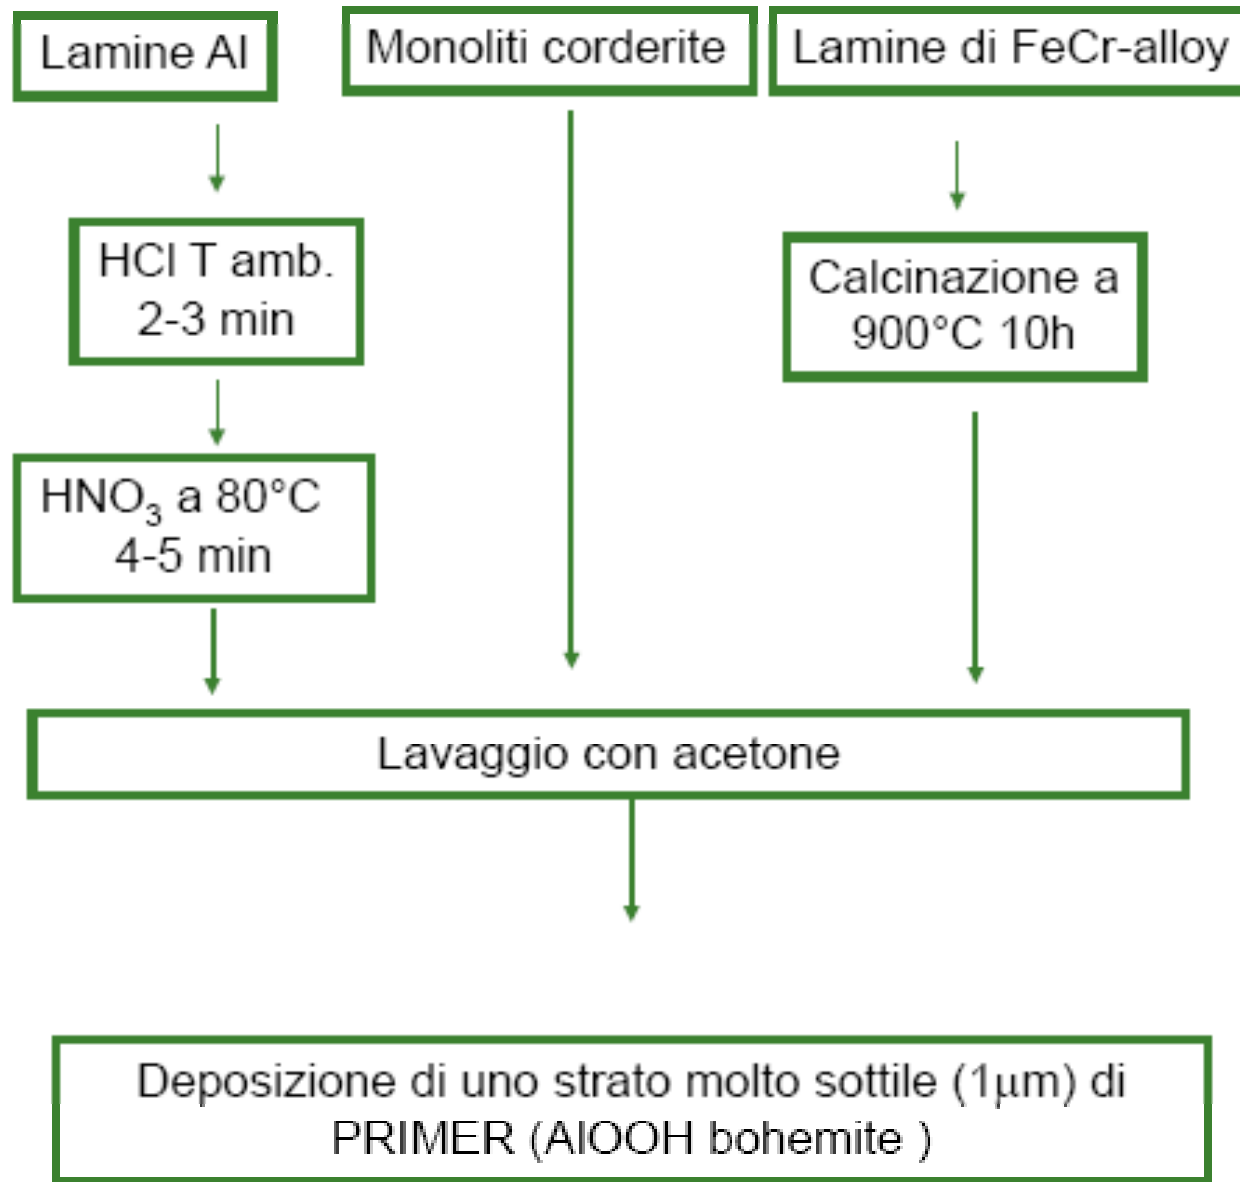 Lamine Al
Monoliti corderite
Lamine di FeCr-alloy
HCl T amb.
2-3 min
Calcinazione a
900°C 10h
HNO₃ a 80°C
4-5 min
Lavaggio con acetone
Deposizione di uno strato molto sottile (1μm) di
PRIMER (AlOOH bohemite )